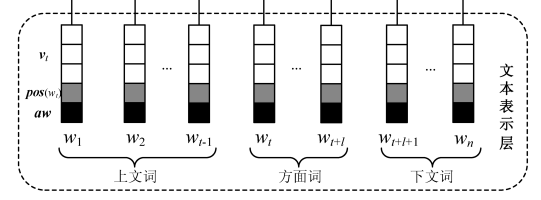 v_t
pos(w_t)
aw
... ... ...
w_1 w_2 w_{t-1} w_t w_{t+l} w_{t+l+1} w_n
上文词 方面词 下文词
文本表示层